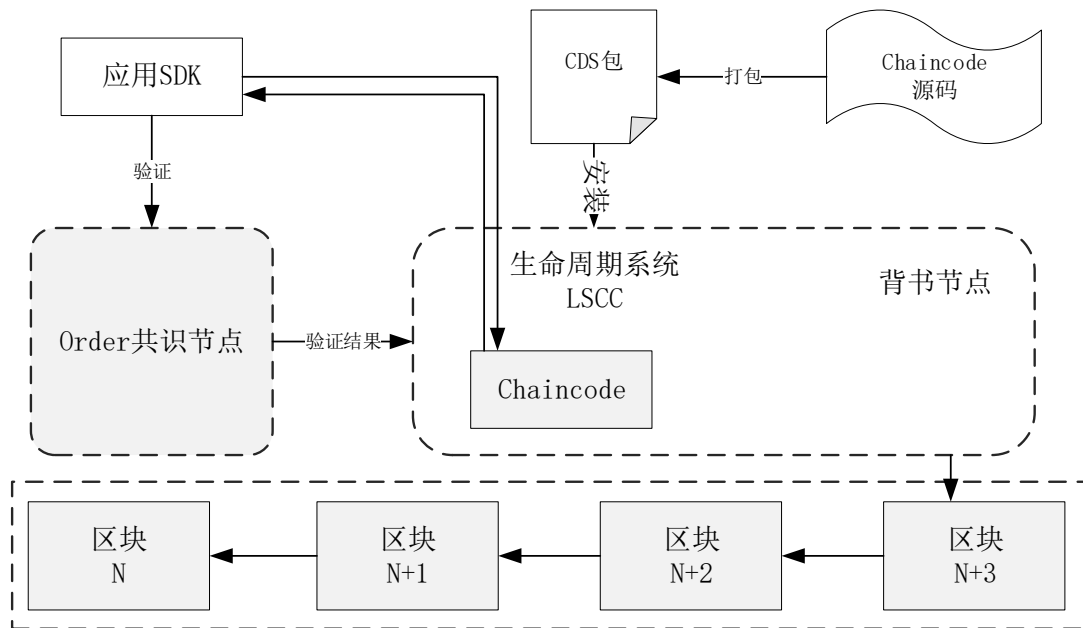 应用SDK
CDS包
打包
Chaincode
源码
验证
安装
生命周期系统
LSCC
背书节点
Order共识节点
验证结果
Chaincode
区块
N
区块
N+1
区块
N+2
区块
N+3